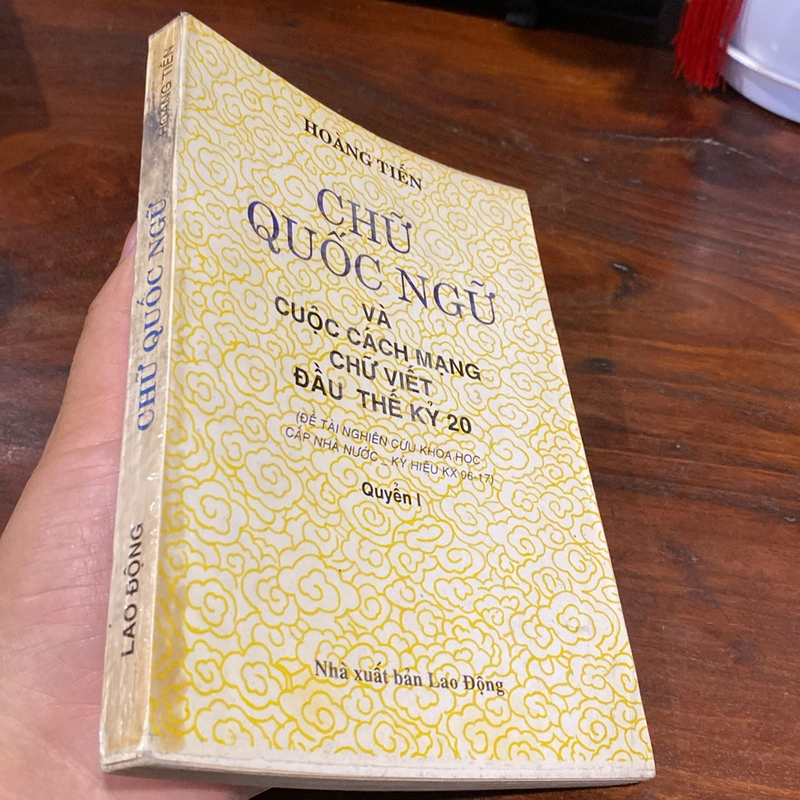 HOÀNG TIẾN
CHỮ
QUỐC NGỮ
VÀ
CUỘC CÁCH MẠNG
CHỮ VIẾT
ĐẦU THẾ KỶ 20
(ĐỀ TÀI NGHIÊN CỨU KHOA HỌC
CẤP NHÀ NƯỚC _ KÝ HIỆU KX 06-17)
Quyển I
Nhà xuất bản Lao Động
HOÀNG TIẾN
CHỮ QUỐC NGỮ
LAO ĐỘNG